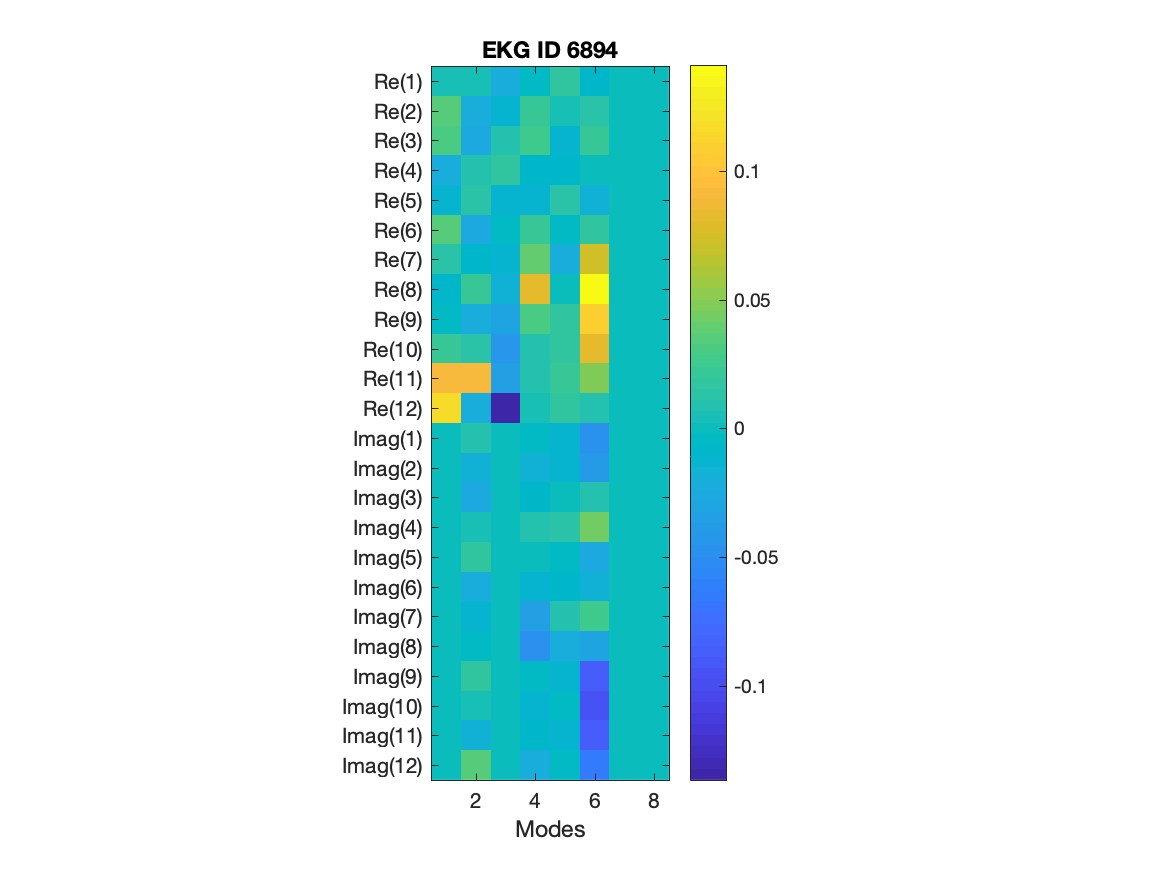 EKG ID 6894
Re(1)
Re(2)
Re(3)
Re(4)
Re(5)
Re(6)
Re(7)
Re(8)
Re(9)
Re(10)
Re(11)
Re(12)
Imag(1)
Imag(2)
Imag(3)
Imag(4)
Imag(5)
Imag(6)
Imag(7)
Imag(8)
Imag(9)
Imag(10)
Imag(11)
Imag(12)
2 4 6 8
Modes
0.1
0.05
0
-0.05
-0.1